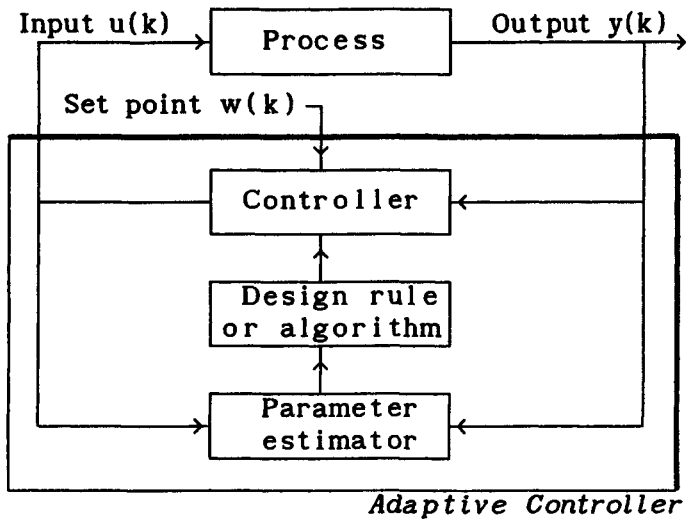 Input u(k)
Process
Output y(k)
Set point w(k)
Controller
Design rule
or algorithm
Parameter
estimator
Adaptive Controller